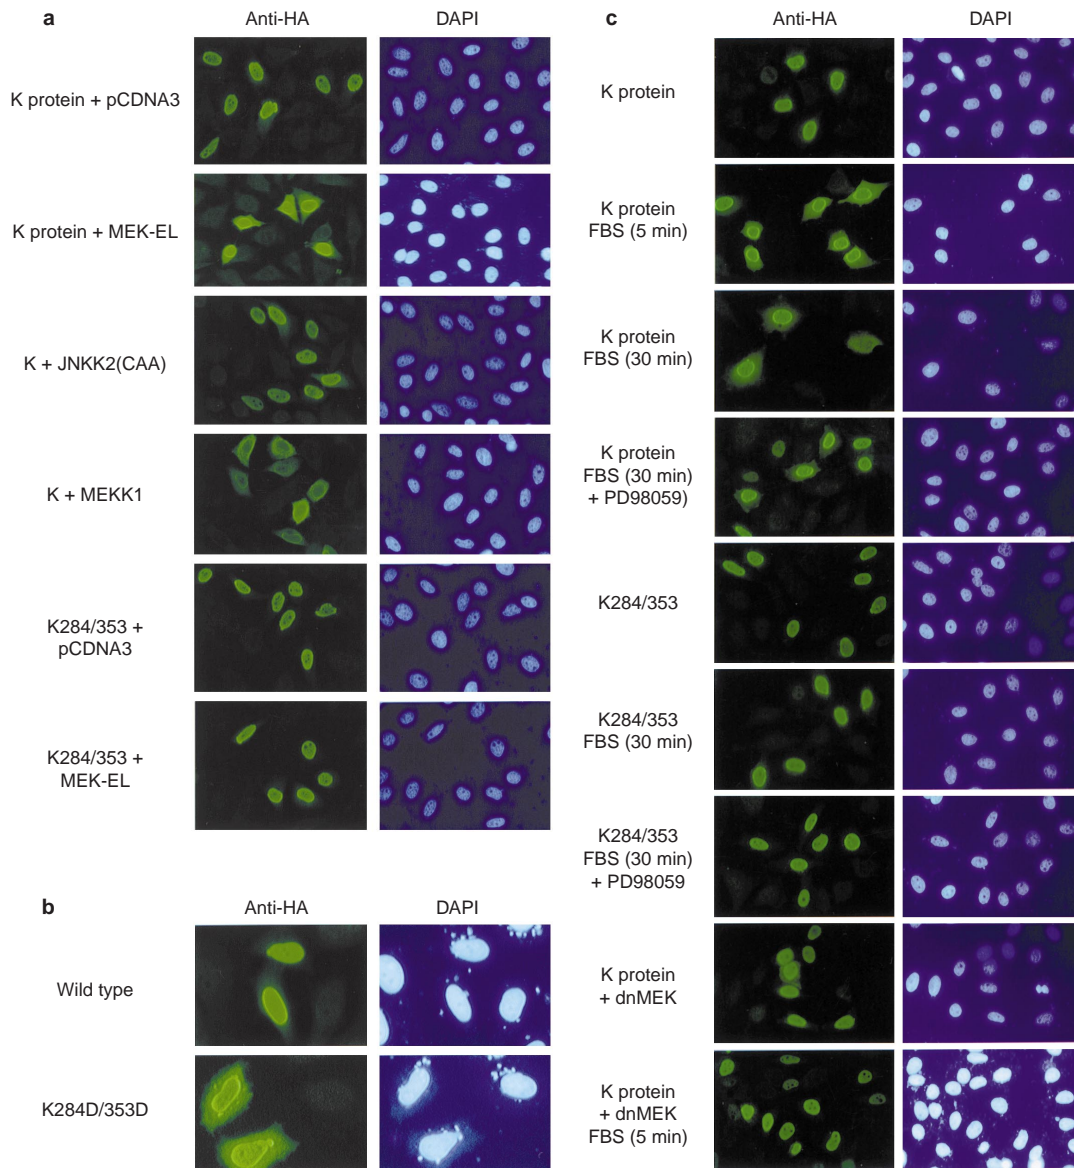 a
Anti-HA
DAPI
K protein + pCDNA3
K protein + MEK-EL
K + JNKK2(CAA)
K + MEKK1
K284/353 +
pCDNA3
K284/353 +
MEK-EL
b
Anti-HA
DAPI
Wild type
K284D/353D
c
Anti-HA
DAPI
K protein
K protein
FBS (5 min)
K protein
FBS (30 min)
K protein
FBS (30 min)
+ PD98059)
K284/353
K284/353
FBS (30 min)
K284/353
FBS (30 min)
+ PD98059
K protein
+ dnMEK
K protein
+ dnMEK
FBS (5 min)